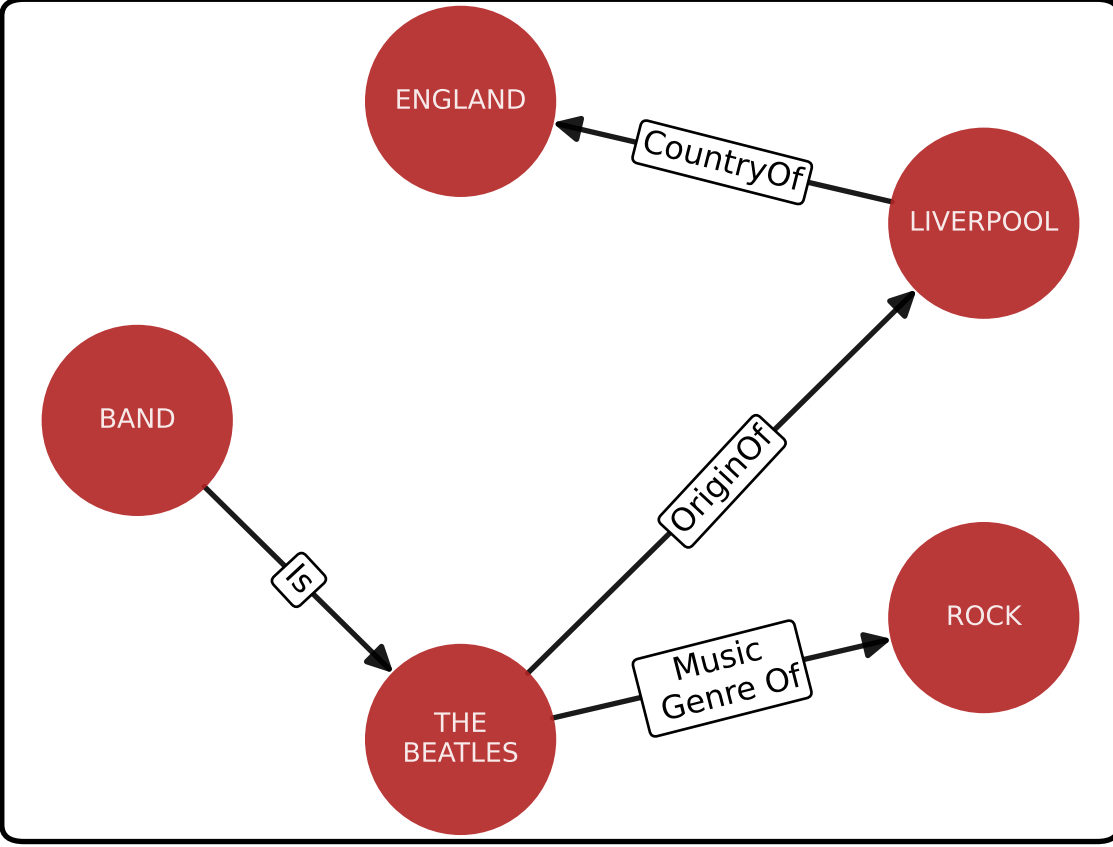 ENGLAND
CountryOf
LIVERPOOL
BAND
OriginOf
Is
ROCK
Music
Genre Of
THE
BEATLES